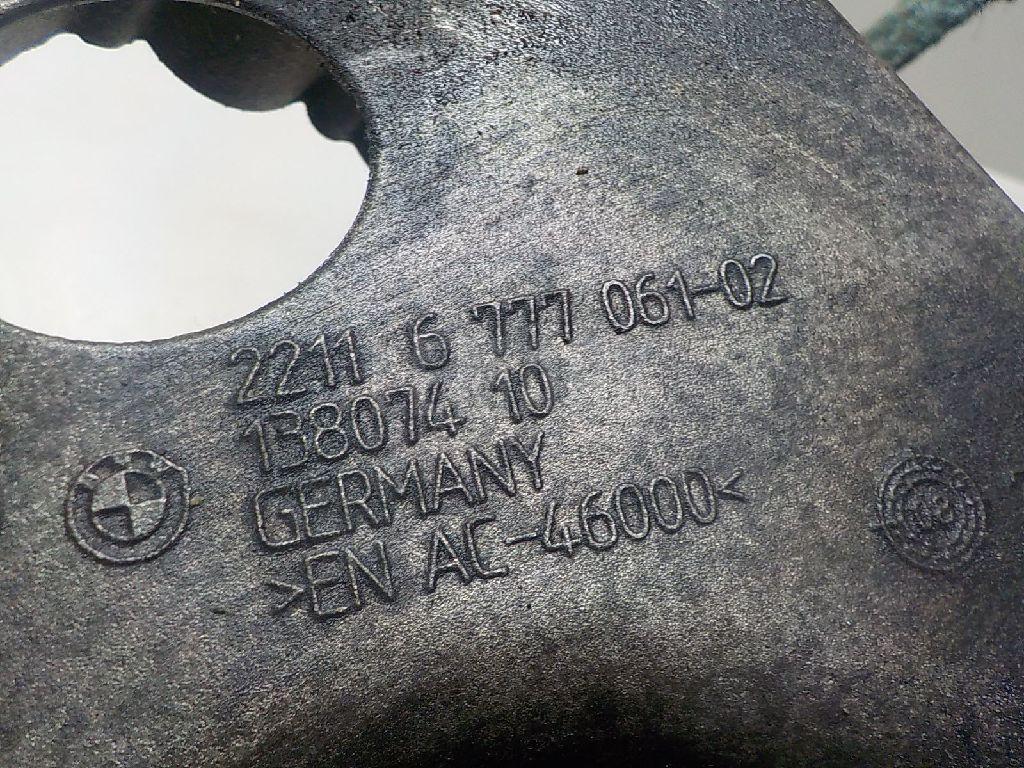 2211 6 777 061-02
138074 10
GERMANY
>EN AC-46000<